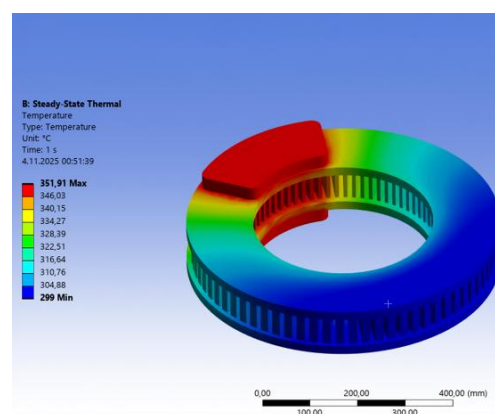 B: Steady-State Thermal
Temperature
Type: Temperature
Unit: °C
Time: 1 s
4.11.2025 00:51:39
351,91 Max
346,03
340,15
334,27
328,39
322,51
316,64
310,76
304,88
299 Min
0,00 200,00 400,00 (mm)
100,00 300,00